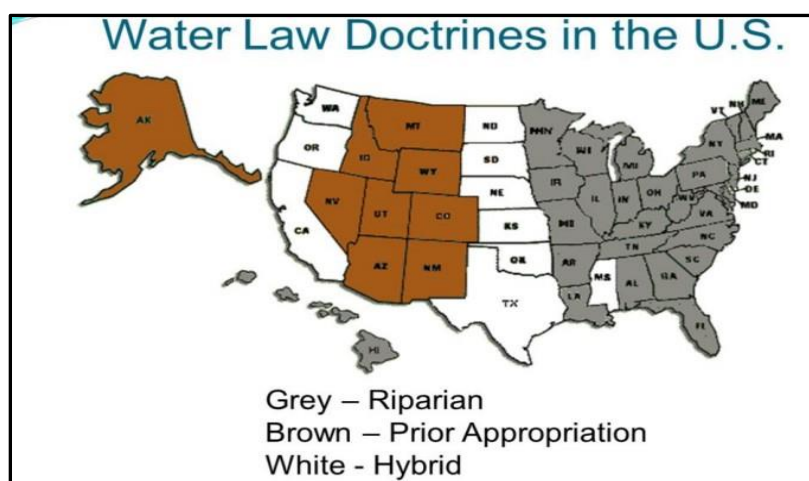 Water Law Doctrines in the U.S.
AK
WA
OR
CA
MT
ID
WY
NV
UT
CO
AZ
NM
ND
SD
NE
KS
OK
TX
MN
WI
MI
IL
IN
OH
KY
TN
AR
LA
MS
AL
GA
FL
SC
NC
VA
PA
NY
VT
NH
ME
MA
RI
CT
NJ
DE
MD
HI
Grey – Riparian
Brown – Prior Appropriation
White - Hybrid